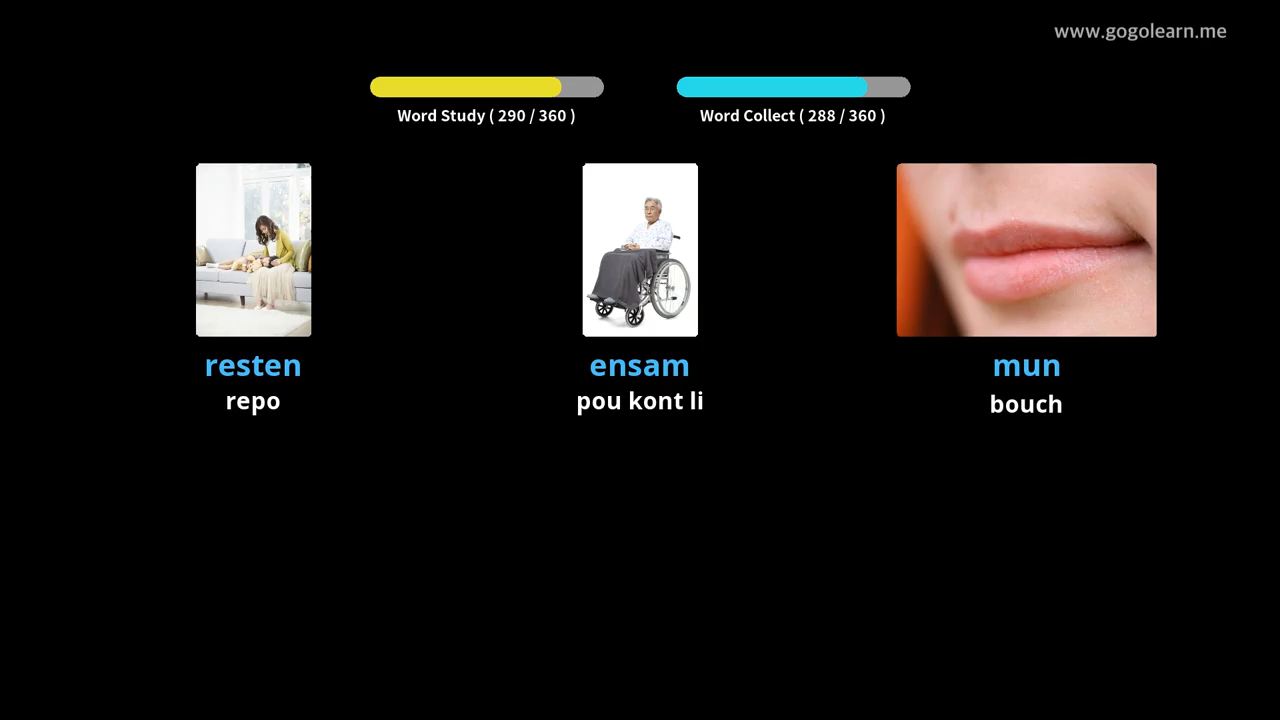 www.gogolearn.me
Word Study ( 290 / 360 )
Word Collect ( 288 / 360 )
resten
repo
ensam
pou kont li
mun
bouch